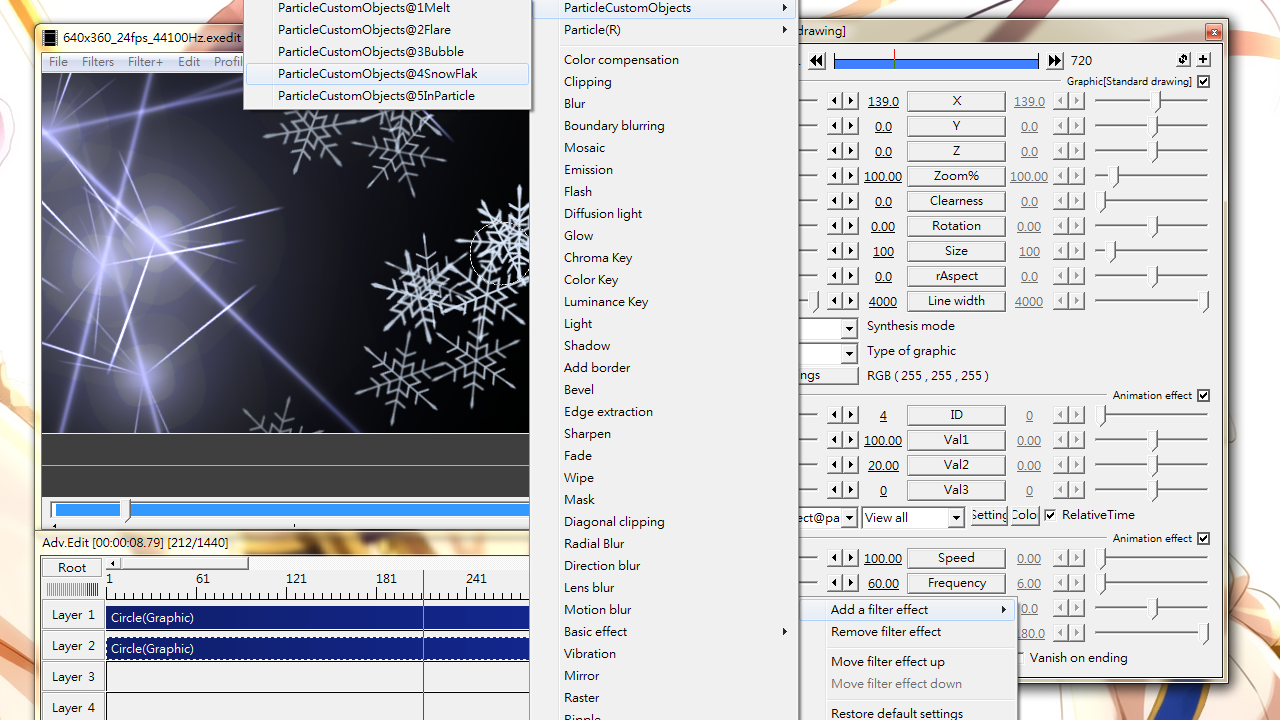 640x360_24fps_44100Hz.exedit
File Filters Filter+ Edit Profil
ParticleCustomObjects@1Melt
ParticleCustomObjects@2Flare
ParticleCustomObjects@3Bubble
ParticleCustomObjects@4SnowFlak
ParticleCustomObjects@5InParticle
ParticleCustomObjects
Particle(R)
Color compensation
Clipping
Blur
Boundary blurring
Mosaic
Emission
Flash
Diffusion light
Glow
Chroma Key
Color Key
Luminance Key
Light
Shadow
Add border
Bevel
Edge extraction
Sharpen
Fade
Wipe
Mask
Diagonal clipping
Radial Blur
Direction blur
Lens blur
Motion blur
Basic effect
Vibration
Mirror
Raster
Ripple
drawing]
720
Graphic[Standard drawing]
139.0 X 139.0
0.0 Y 0.0
0.0 Z 0.0
100.00 Zoom% 100.00
0.0 Clearness 0.0
0.00 Rotation 0.00
100 Size 100
0.0 rAspect 0.0
4000 Line width 4000
Synthesis mode
Type of graphic
ngs RGB ( 255 , 255 , 255 )
Animation effect
4 ID 0
100.00 Val1 0.00
20.00 Val2 0.00
0 Val3 0
ect@pa View all Setting Colo RelativeTime
Animation effect
100.00 Speed 0.00
60.00 Frequency 6.00
0.0
180.0
Vanish on ending
Add a filter effect
Remove filter effect
Move filter effect up
Move filter effect down
Restore default settings
Adv.Edit [00:00:08.79] [212/1440]
Root
1 61 121 181 241
Layer 1 Circle(Graphic)
Layer 2 Circle(Graphic)
Layer 3
Layer 4